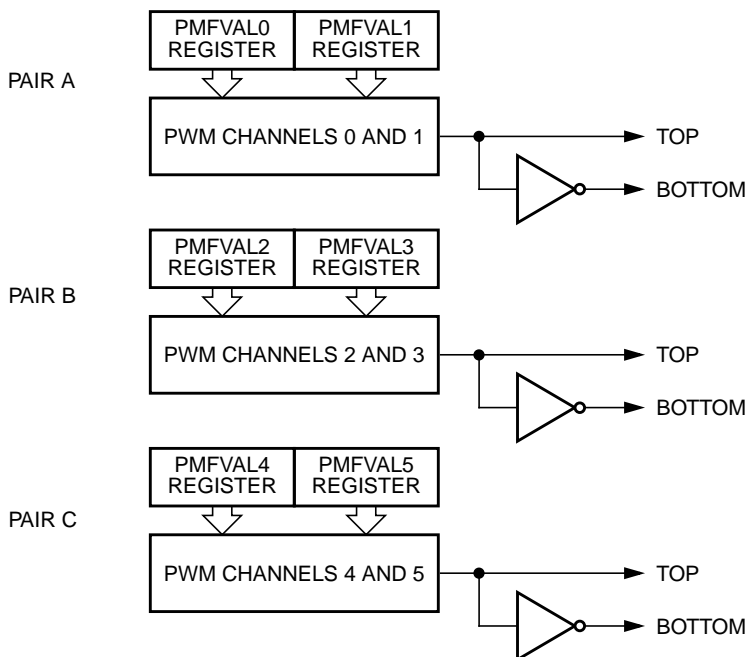 PMFVAL0 REGISTER
PMFVAL1 REGISTER
PAIR A
PWM CHANNELS 0 AND 1
TOP
BOTTOM
PMFVAL2 REGISTER
PMFVAL3 REGISTER
PAIR B
PWM CHANNELS 2 AND 3
TOP
BOTTOM
PMFVAL4 REGISTER
PMFVAL5 REGISTER
PAIR C
PWM CHANNELS 4 AND 5
TOP
BOTTOM